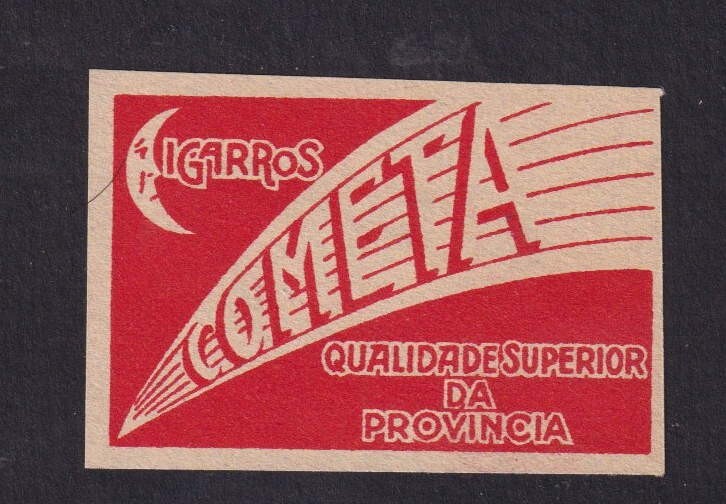 CIGARROS
COMETA
QUALIDADE SUPERIOR
DA
PROVINCIA